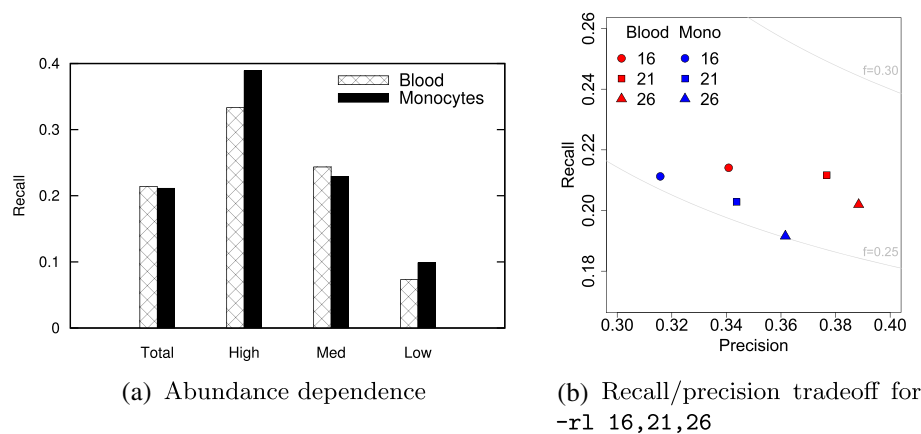 0.4
0.3
0.2
0.1
0
Recall
Blood
Monocytes
Total High Med Low
(a) Abundance dependence
0.26
0.24
0.22
0.20
0.18
Recall
Blood Mono
16 16
21 21
26 26
f=0.30
f=0.25
0.30 0.32 0.34 0.36 0.38 0.40
Precision
(b) Recall/precision tradeoff for
-rl 16,21,26